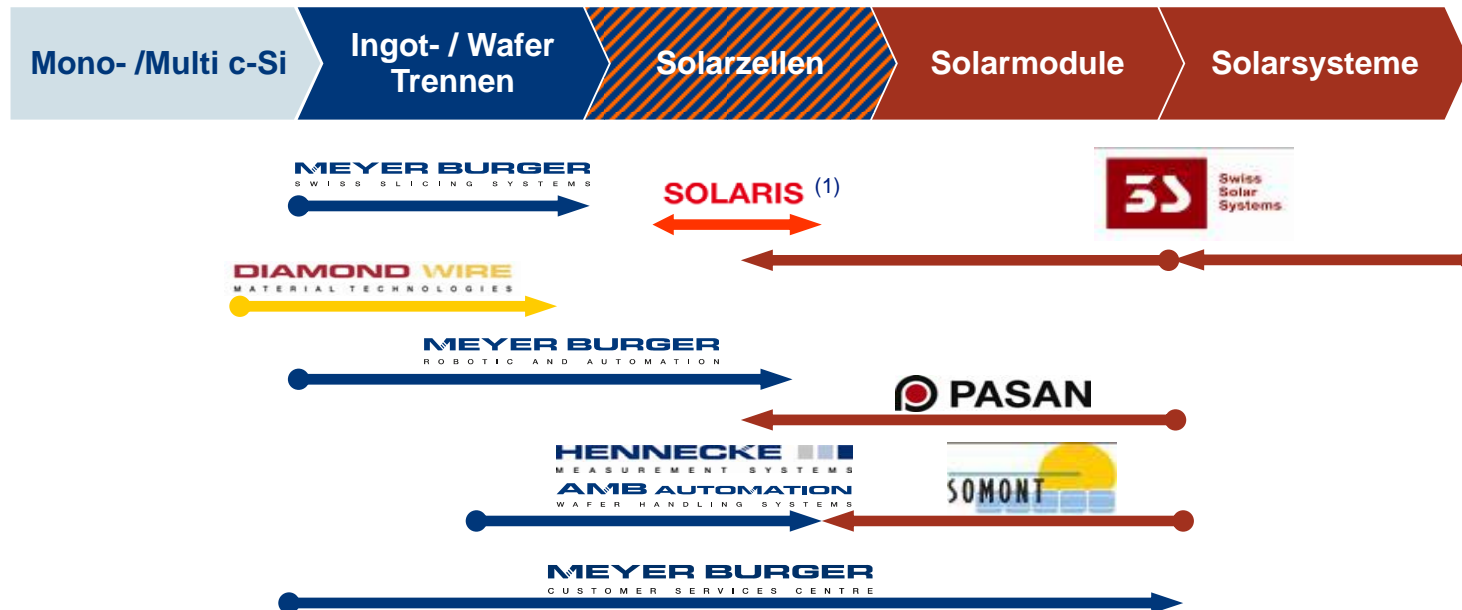 Mono- /Multi c-Si
Ingot- / Wafer
Trennen
Solarzellen
Solarmodule
Solarsysteme
MEYER BURGER
SWISS SLICING SYSTEMS
SOLARIS (1)
3S
Swiss
Solar
Systems
DIAMOND WIRE
MATERIAL TECHNOLOGIES
MEYER BURGER
ROBOTIC AND AUTOMATION
PASAN
HENNECKE
MEASUREMENT SYSTEMS
AMB AUTOMATION
WAFER HANDLING SYSTEMS
SOMONT
MEYER BURGER
CUSTOMER SERVICES CENTRE